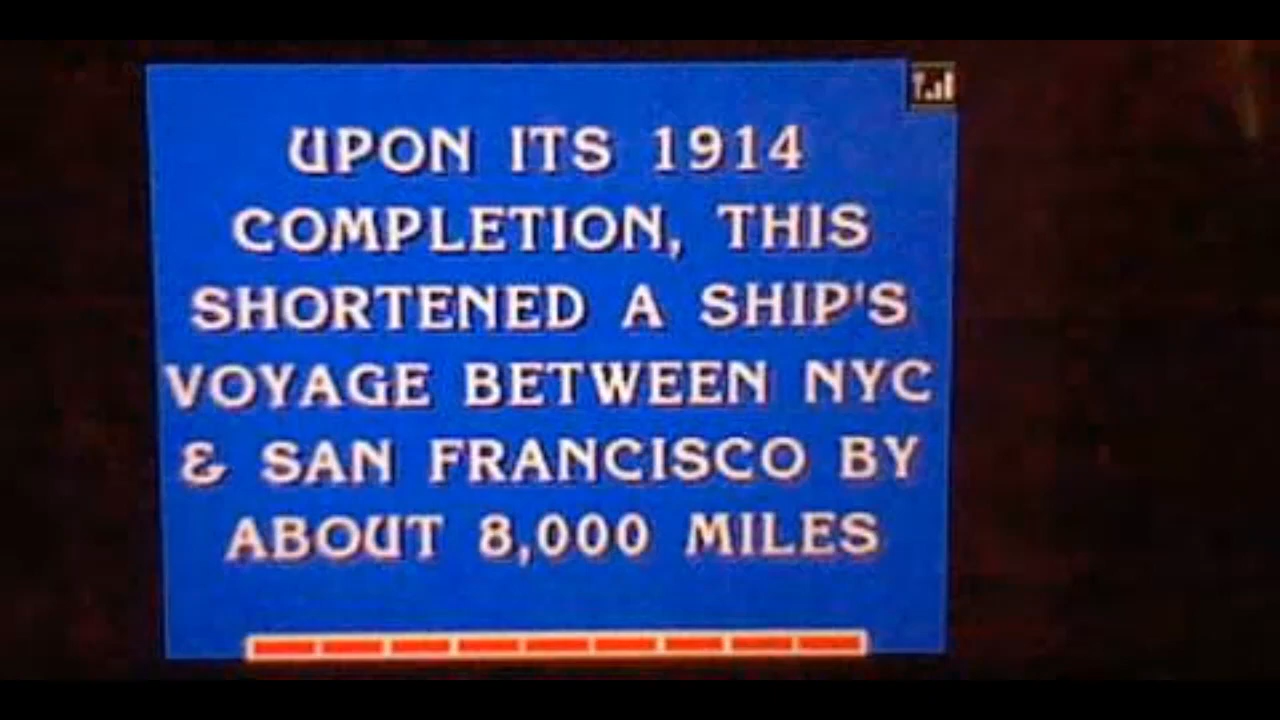 UPON ITS 1914
COMPLETION, THIS
SHORTENED A SHIP'S
VOYAGE BETWEEN NYC
& SAN FRANCISCO BY
ABOUT 8,000 MILES